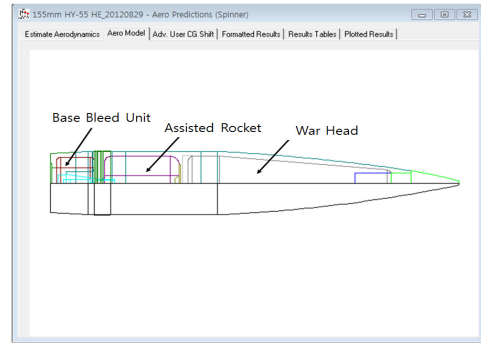 155mm HY-55 HE_20120829 - Aero Predictions (Spinner)
Estimate Aerodynamics Aero Model Adv. User CG Shift Formatted Results Results Tables Plotted Results
Base Bleed Unit
Assisted Rocket
War Head